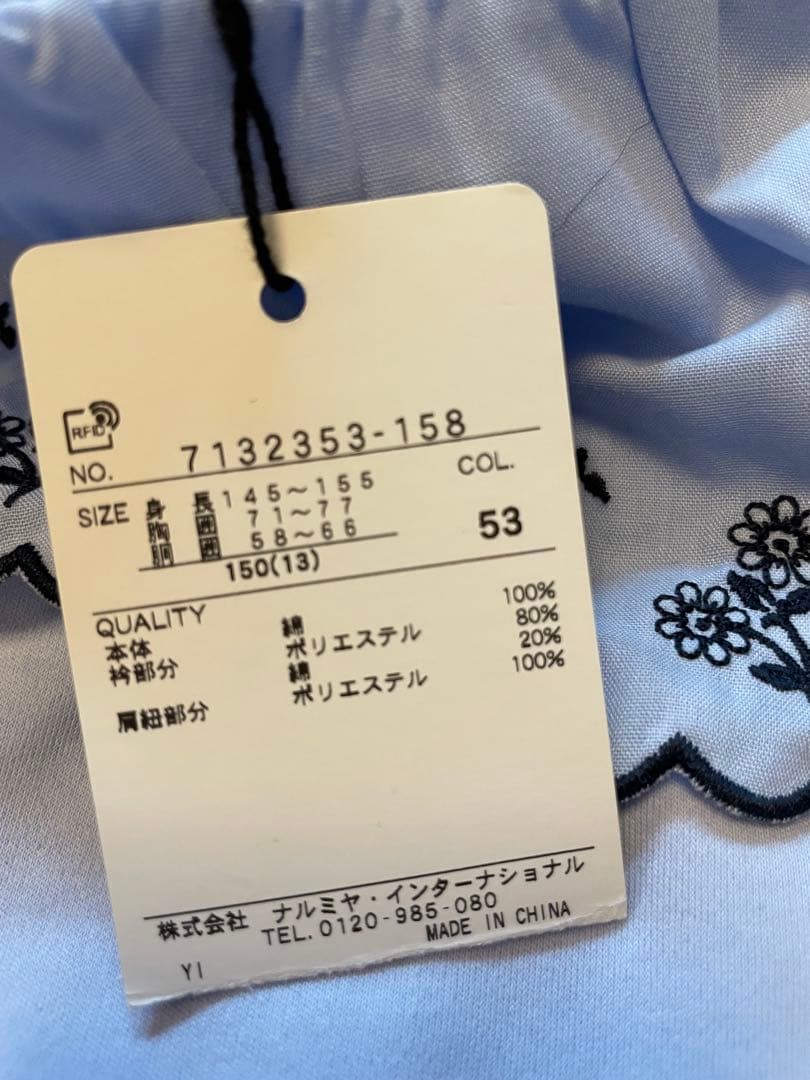 RFID
NO. 7132353-158
SIZE 身長 145~155 COL.
胸囲 71~77
胴囲 58~66 53
150(13)
QUALITY
本体 綿 100%
衿部分 ポリエステル 80%
綿 20%
肩紐部分 ポリエステル 100%
株式会社 ナルミヤ・インターナショナル
TEL.0120-985-080
MADE IN CHINA
YI